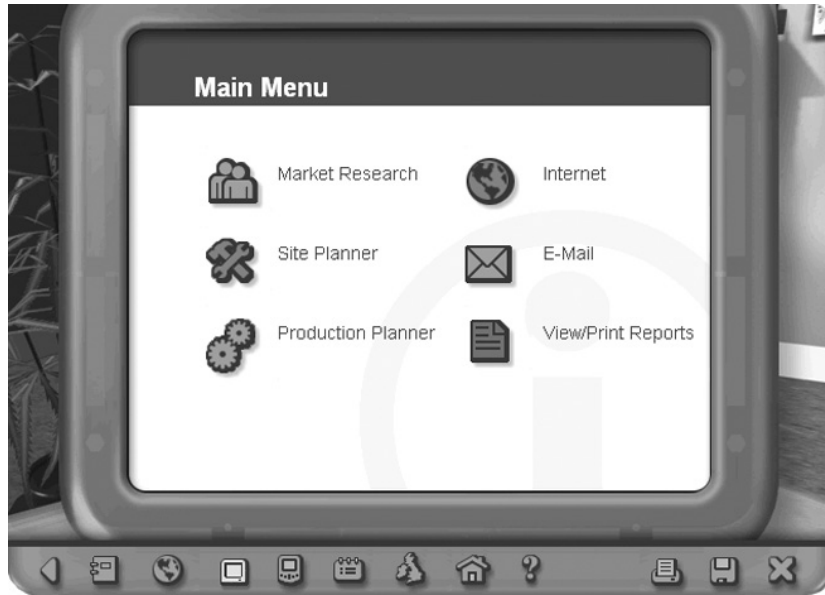 Main Menu
Market Research
Internet
Site Planner
E-Mail
Production Planner
View/Print Reports
?